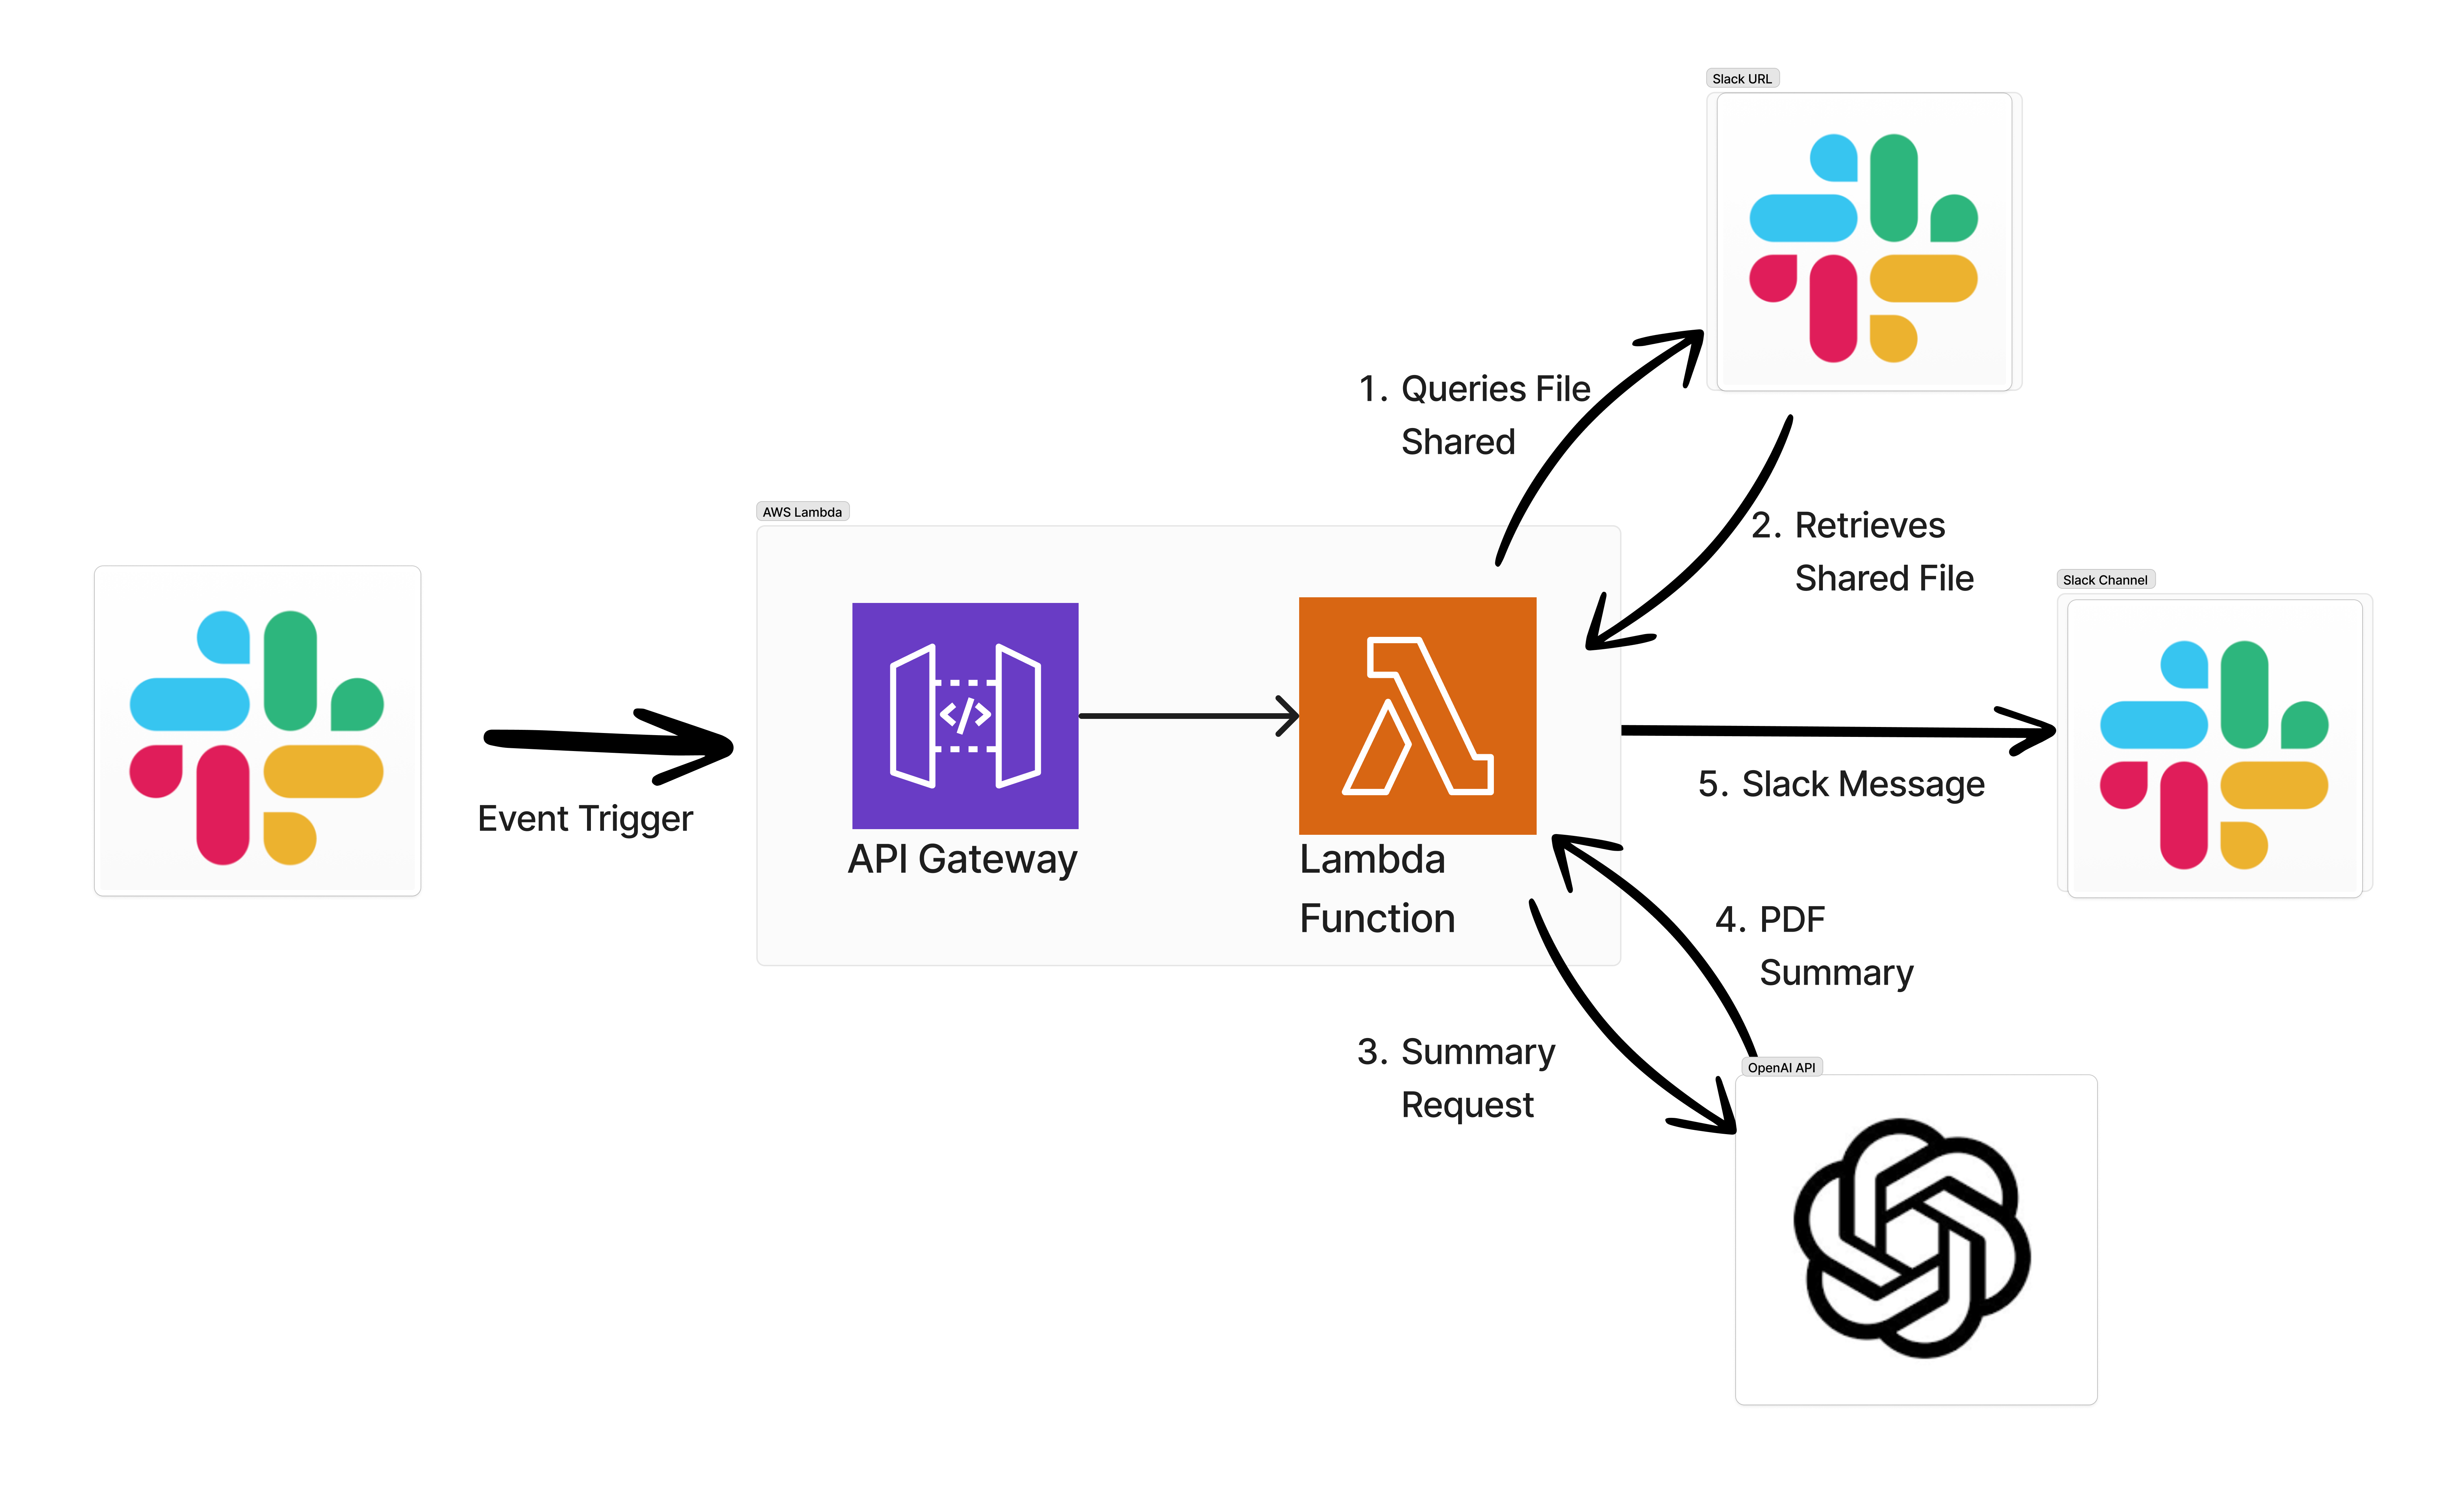 Slack URL
1. Queries File
Shared
2. Retrieves
Shared File
AWS Lambda
Slack Channel
Event Trigger
API Gateway
Lambda
Function
5. Slack Message
4. PDF
Summary
3. Summary
Request
OpenAI API